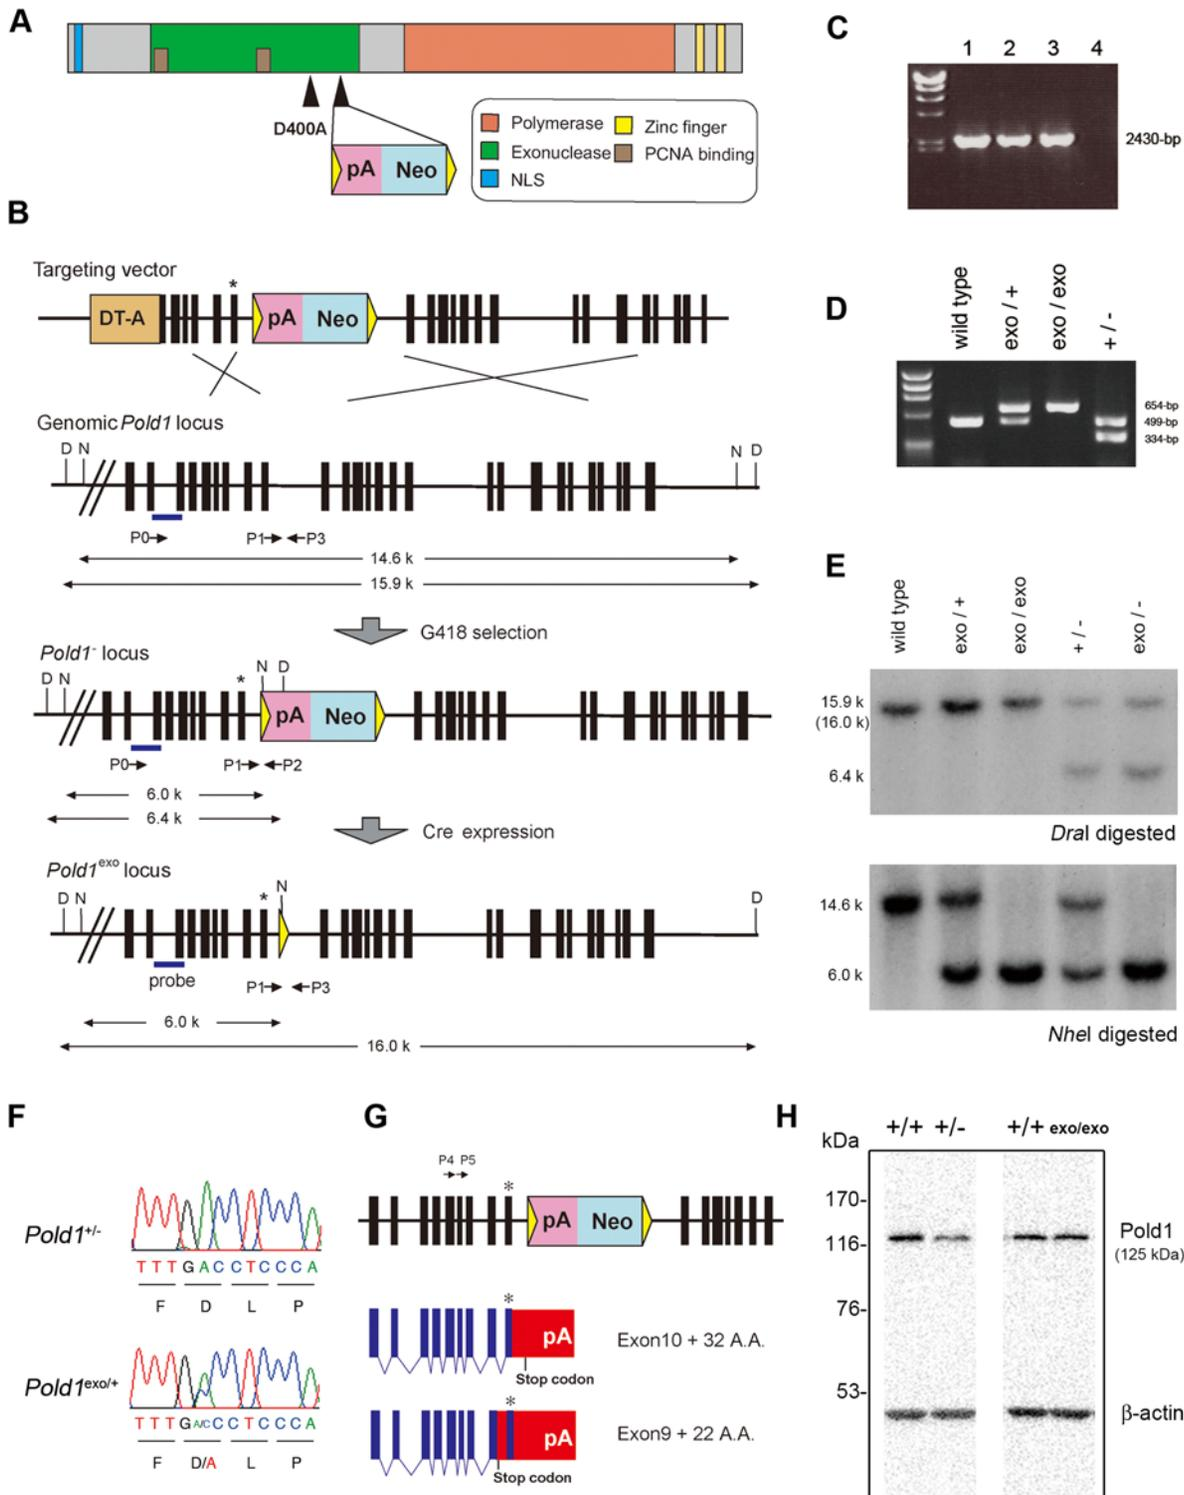 A
D400A
pA Neo
Polymerase
Exonuclease
NLS
Zinc finger
PCNA binding
B
Targeting vector
*
DT-A pA Neo
Genomic Pold1 locus
D N N D
P0 P1 P3
14.6 k
15.9 k
G418 selection
Pold1- locus
D N * N D
pA Neo
P0 P1 P2
6.0 k
6.4 k
Cre expression
Pold1exo locus
D N * N D
probe
P1 P3
6.0 k
16.0 k
C
1 2 3 4
2430-bp
D
wild type
exo / +
exo / exo
+ / -
654-bp
499-bp
334-bp
E
wild type
exo / +
exo / exo
+ / -
exo / -
15.9 k
(16.0 k)
6.4 k
DraI digested
14.6 k
6.0 k
NheI digested
F
Pold1+/-
T T T G A C C T C C C A
F D L P
Pold1exo/+
T T T G A/C C C T C C C A
F D/A L P
G
P4 P5
*
pA Neo
*
pA
Exon10 + 32 A.A.
Stop codon
*
pA
Exon9 + 22 A.A.
Stop codon
H
+/+ +/- +/+ exo/exo
kDa
170-
116-
76-
53-
Pold1
(125 kDa)
β-actin